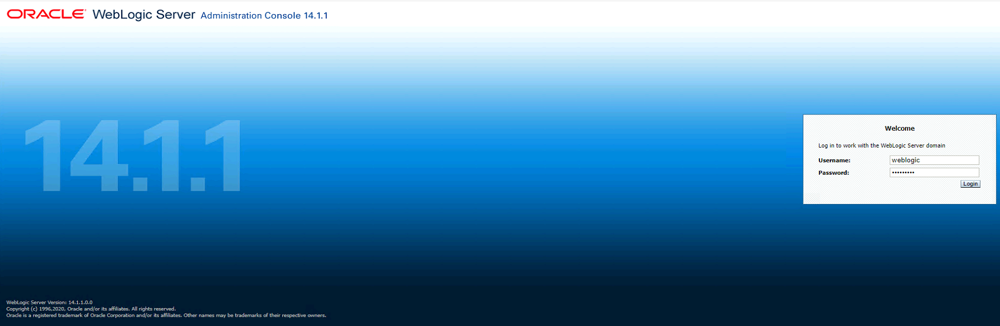 ORACLE WebLogic Server Administration Console 14.1.1
14.1.1
Welcome
Log in to work with the WebLogic Server domain
Username: weblogic
Password: •••••••••
Login
WebLogic Server Version: 14.1.1.0.0
Copyright (c) 1996,2020, Oracle and/or its affiliates. All rights reserved.
Oracle is a registered trademark of Oracle Corporation and/or its affiliates. Other names may be trademarks of their respective owners.